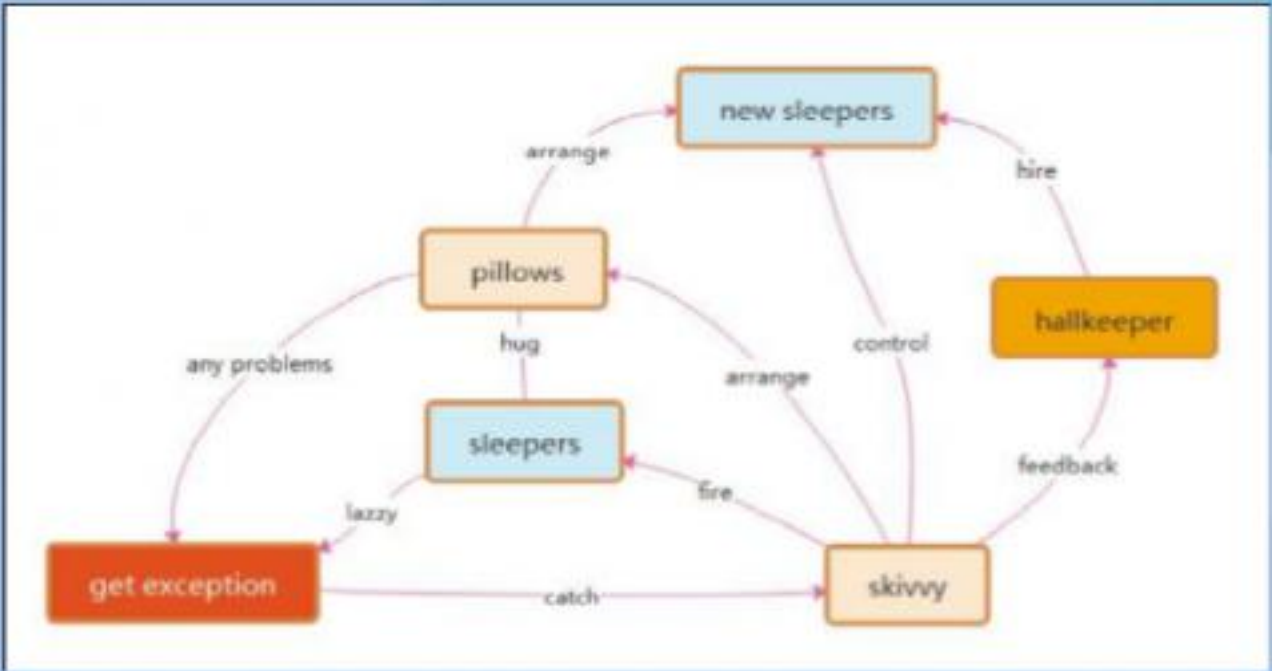 new sleepers
arrange
hire
pillows
hallkeeper
hug
control
any problems
arrange
sleepers
feedback
fire
lazzy
get exception
skivvy
catch